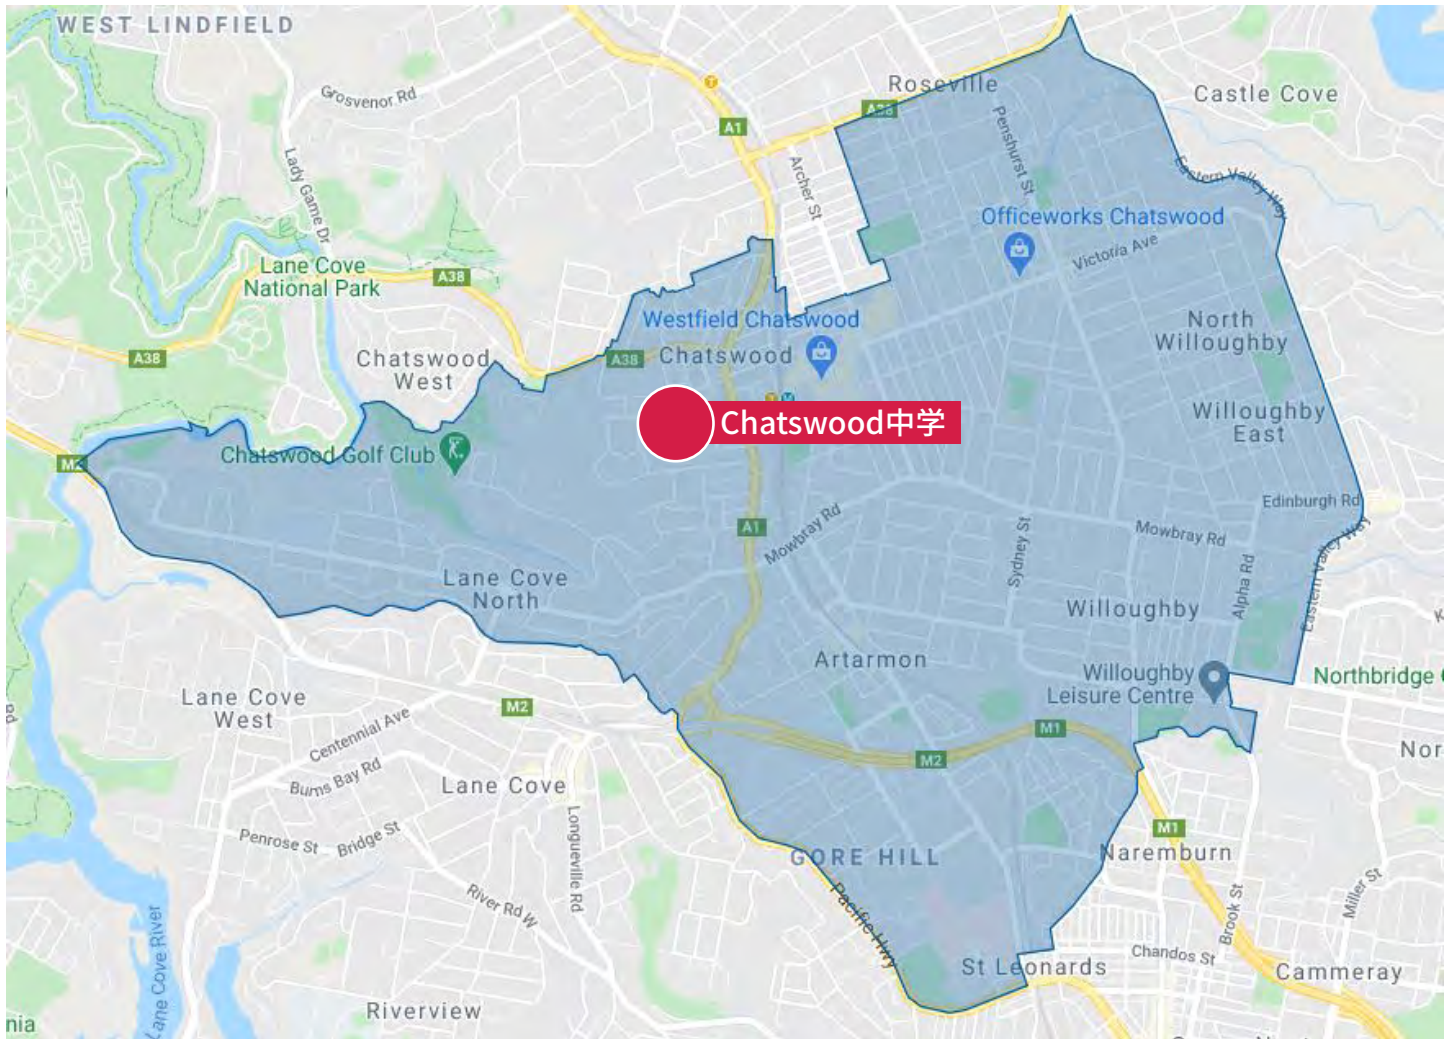 WEST LINDFIELD
Grosvenor Rd
Roseville
Castle Cove
A38
A1
Lady Game Dr
Archer St
Penshurst St
Eastern Valley Way
Officeworks Chatswood
Victoria Ave
Lane Cove
National Park
A38
Westfield Chatswood
North
Willoughby
A38
Chatswood
West
A38
Chatswood
Willoughby
East
Chatswood中学
Chatswood Golf Club
M2
Edinburgh Rd
A1
Mowbray Rd
Mowbray Rd
Sydney St
Alpha Rd
Eastern Valley Way
Lane Cove
North
Willoughby
Artarmon
Willoughby
Leisure Centre
Northbridge
Lane Cove
West
M2
Centennial Ave
M1
M2
Nor
Burns Bay Rd
Lane Cove
Longueville Rd
Penrose St
Bridge St
M1
GORE HILL
Naremburn
Pacific Hwy
River Rd W
Miller St
Brook St
Lane Cove River
Chandos St
St Leonards
Cammeray
Riverview
nia